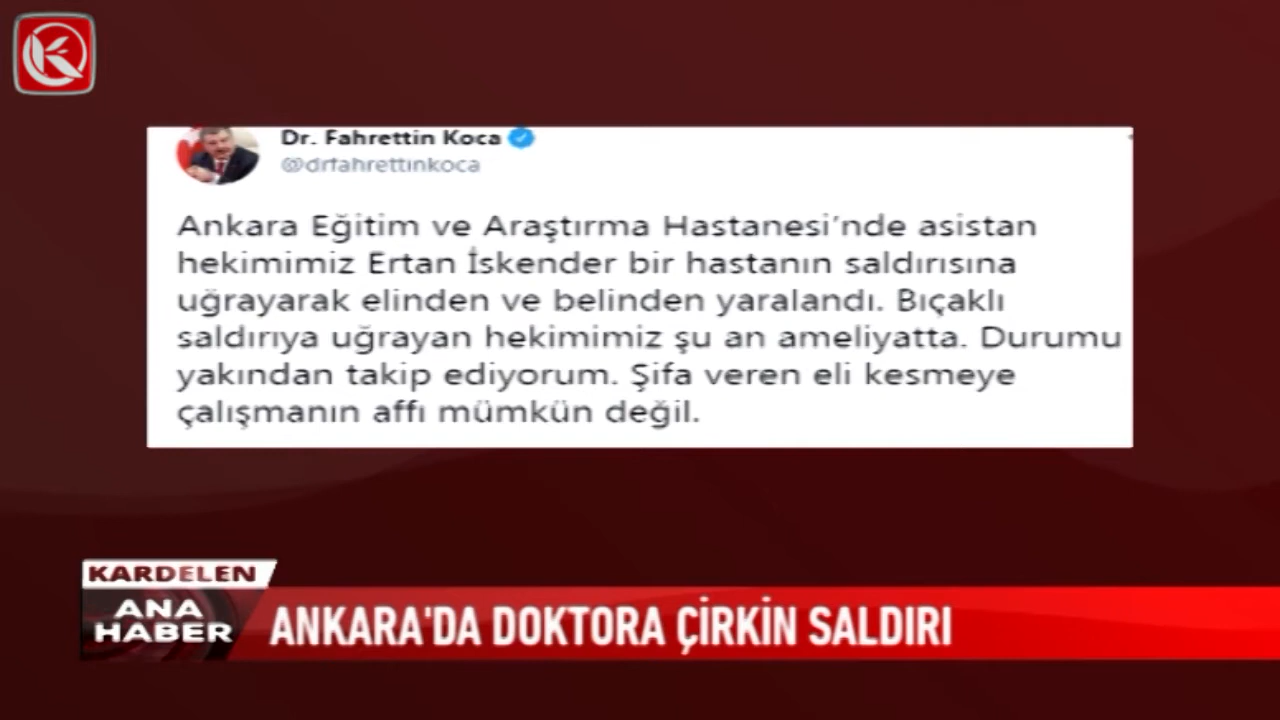 Dr. Fahrettin Koca
@drfahrettinkoca
Ankara Eğitim ve Araştırma Hastanesi’nde asistan
hekimimiz Ertan İskender bir hastanın saldırısına
uğrayarak elinden ve belinden yaralandı. Bıçaklı
saldırıya uğrayan hekimimiz şu an ameliyatta. Durumu
yakından takip ediyorum. Şifa veren eli kesmeye
çalışmanın affı mümkün değil.
KARDELEN
ANA
HABER
ANKARA'DA DOKTORA ÇİRKİN SALDIRI